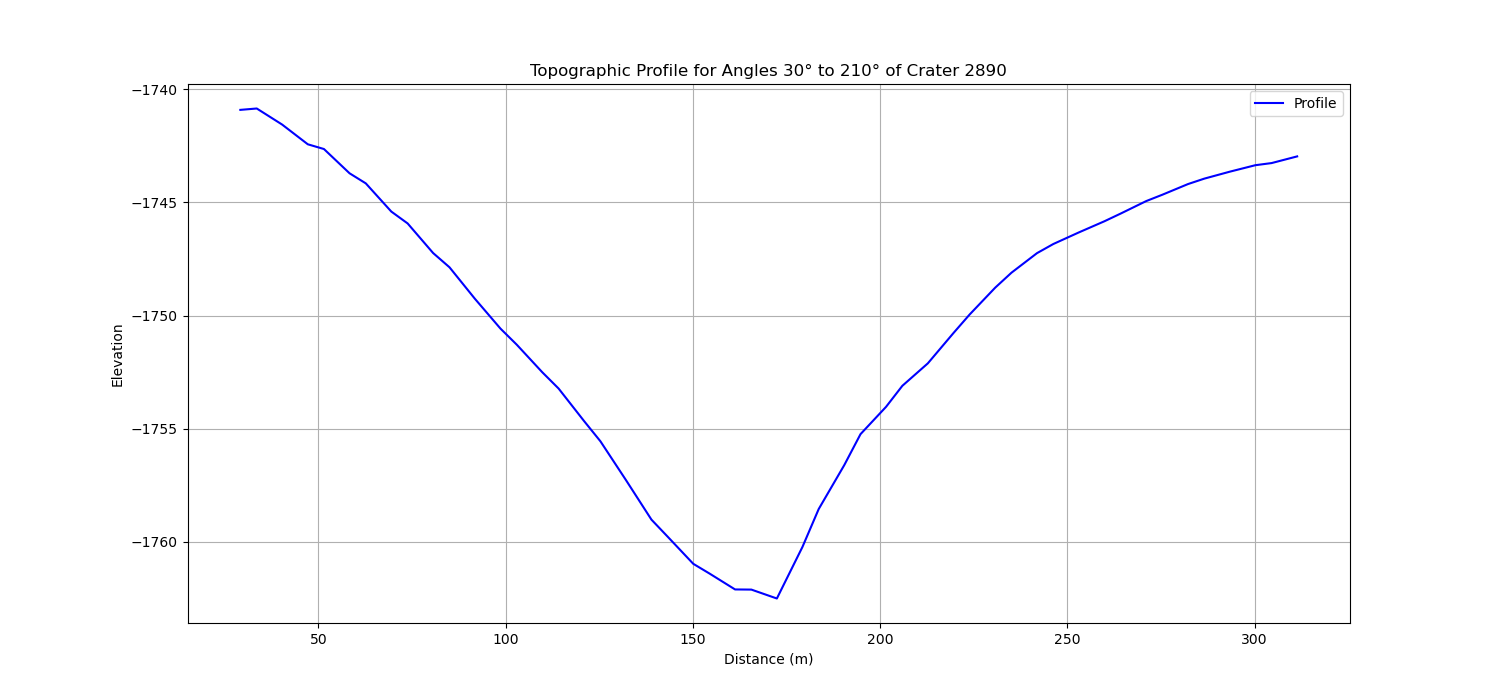 Topographic Profile for Angles 30° to 210° of Crater 2890
Profile
Elevation
−1740
−1745
−1750
−1755
−1760
50 100 150 200 250 300
Distance (m)